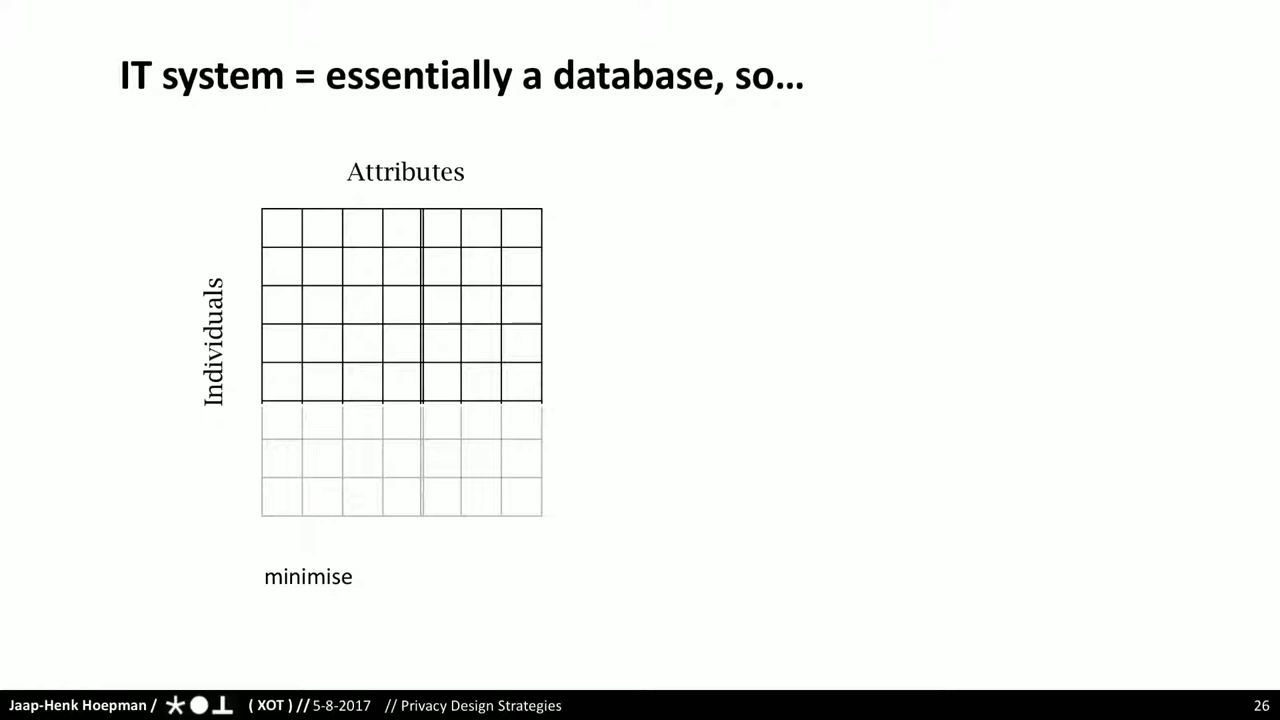 IT system = essentially a database, so...
Attributes
Individuals
minimise
Jaap-Henk Hoepman / ( XOT ) // 5-8-2017 // Privacy Design Strategies 26